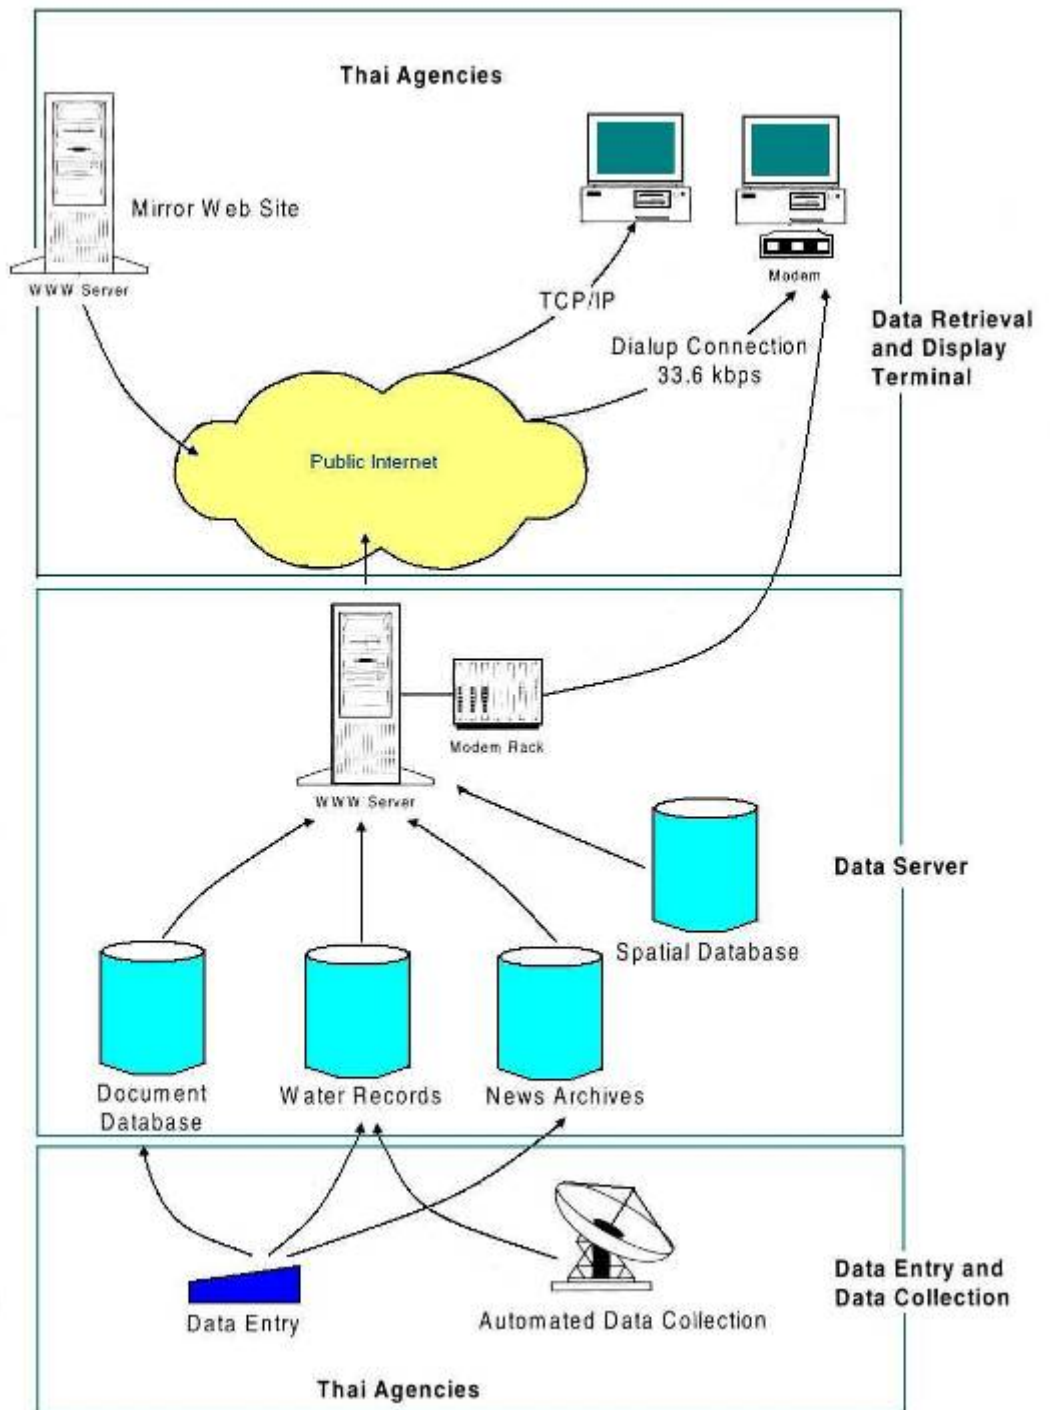 Thai Agencies
Mirror Web Site
WWW Server
Modem
TCP/IP
Dialup Connection
33.6 kbps
Data Retrieval
and Display
Terminal
Public Internet
Modem Rack
WWW Server
Data Server
Spatial Database
Document
Database
Water Records
News Archives
Data Entry and
Data Collection
Data Entry
Automated Data Collection
Thai Agencies